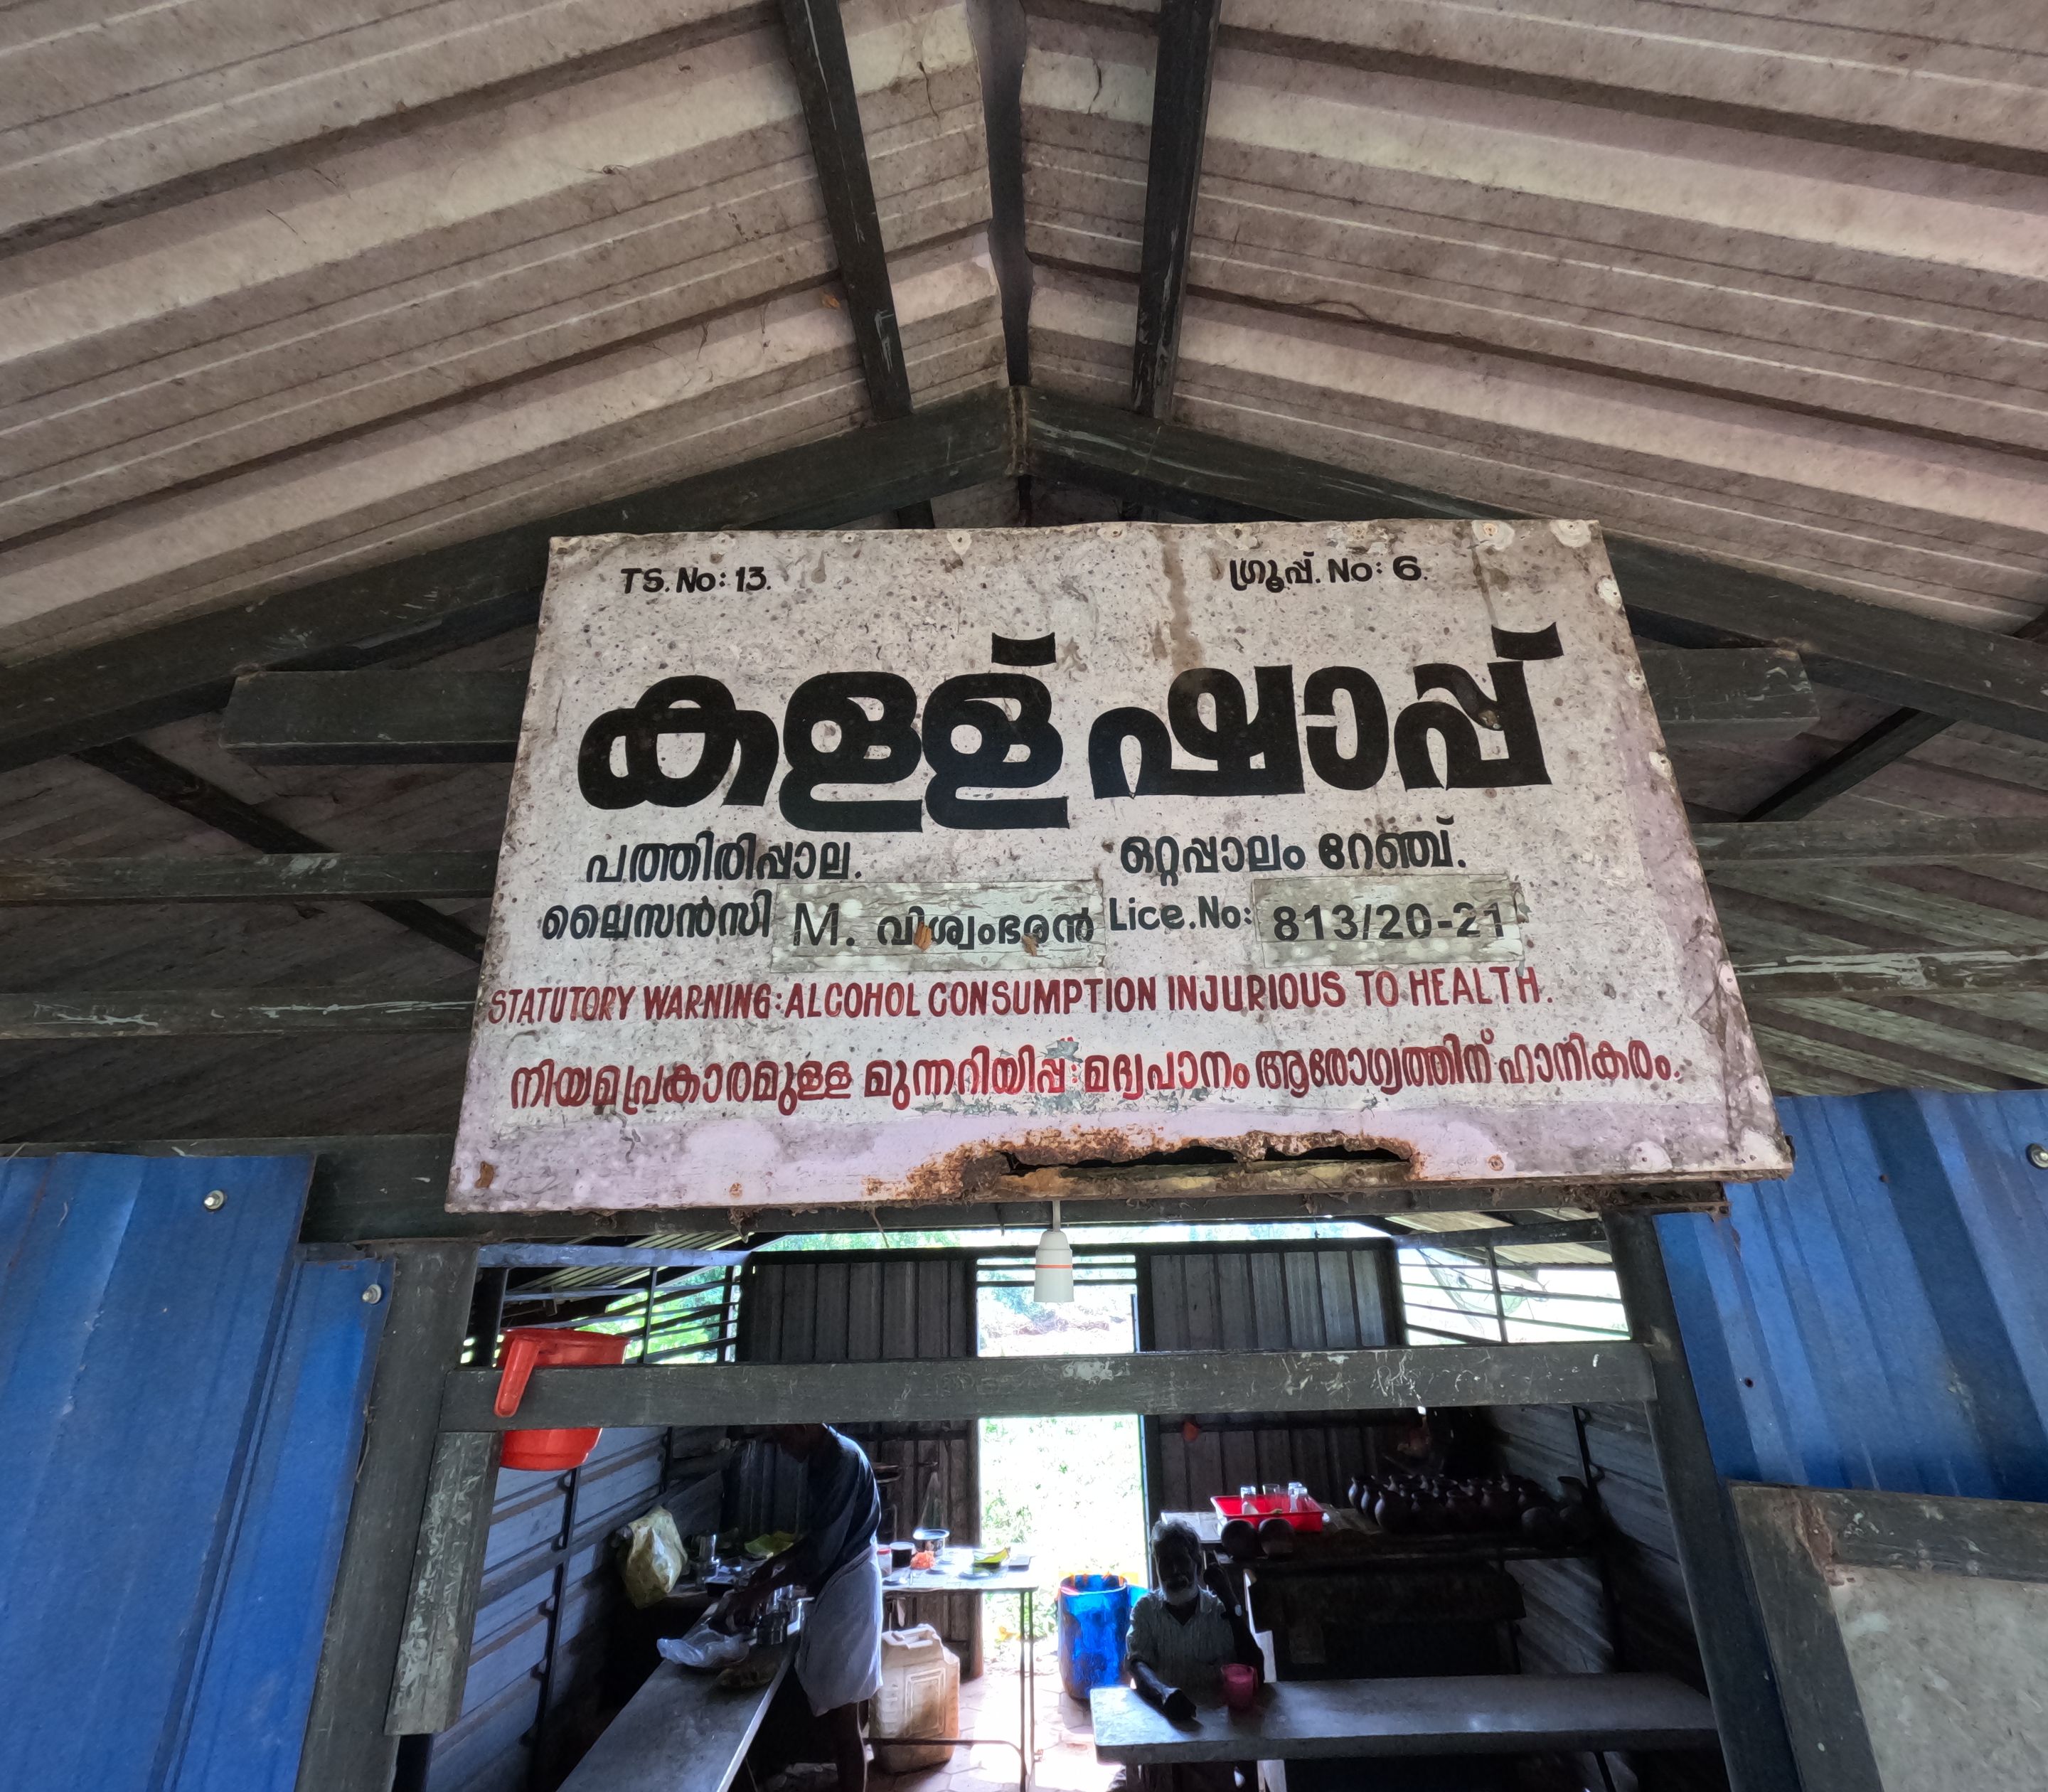 TS. No: 13. ഗ്രൂപ്പ്. No: 6.
കള്ള് ഷാപ്പ്
പത്തിരിപ്പാല. ഒറ്റപ്പാലം റേഞ്ച്.
ലൈസൻസി M. വിശ്വംഭരൻ Lice.No: 813/20-21
STATUTORY WARNING: ALCOHOL CONSUMPTION INJURIOUS TO HEALTH.
നിയമപ്രകാരമുള്ള മുന്നറിയിപ്പ്: മദ്യപാനം ആരോഗ്യത്തിന് ഹാനികരം.